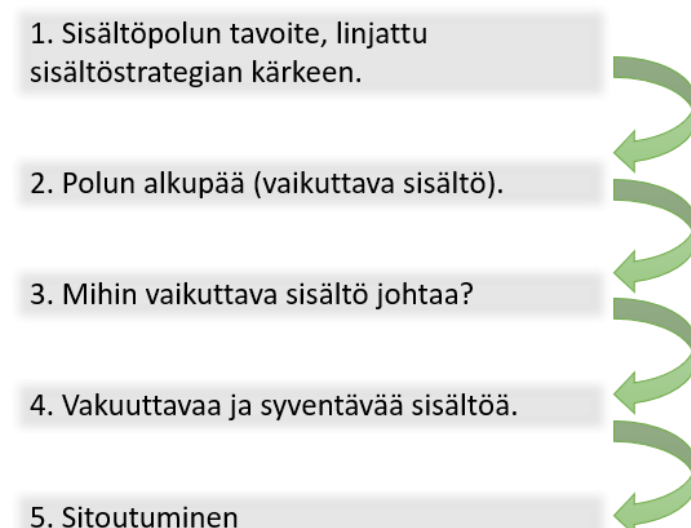 1. Sisältöpolun tavoite, linjattu
sisältöstrategian kärkeen.
2. Polun alkupää (vaikuttava sisältö).
3. Mihin vaikuttava sisältö johtaa?
4. Vakuuttavaa ja syventävää sisältöä.
5. Sitoutuminen